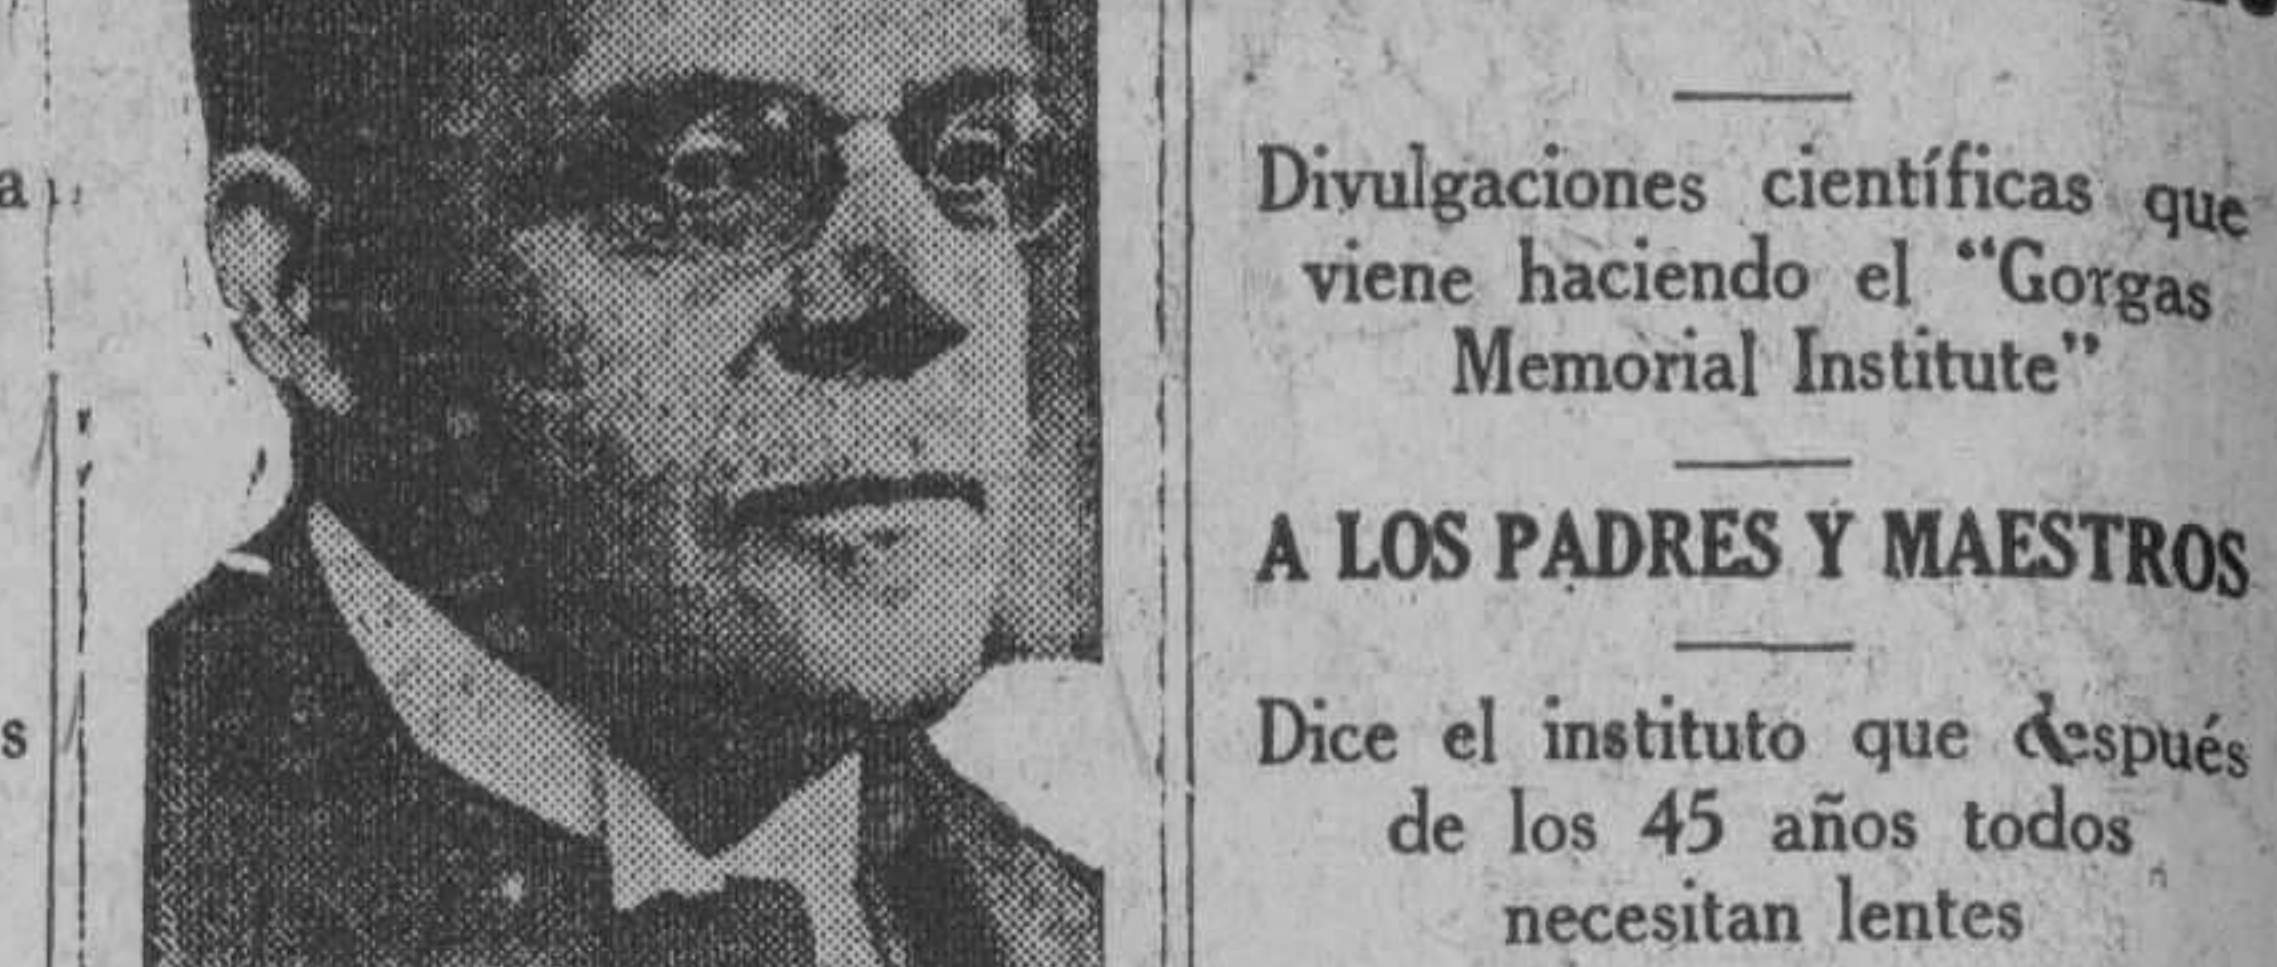 a
s
Divulgaciones científicas que
viene haciendo el “Gorgas
Memorial Institute”
A LOS PADRES Y MAESTROS
Dice el instituto que después
de los 45 años todos
necesitan lentes